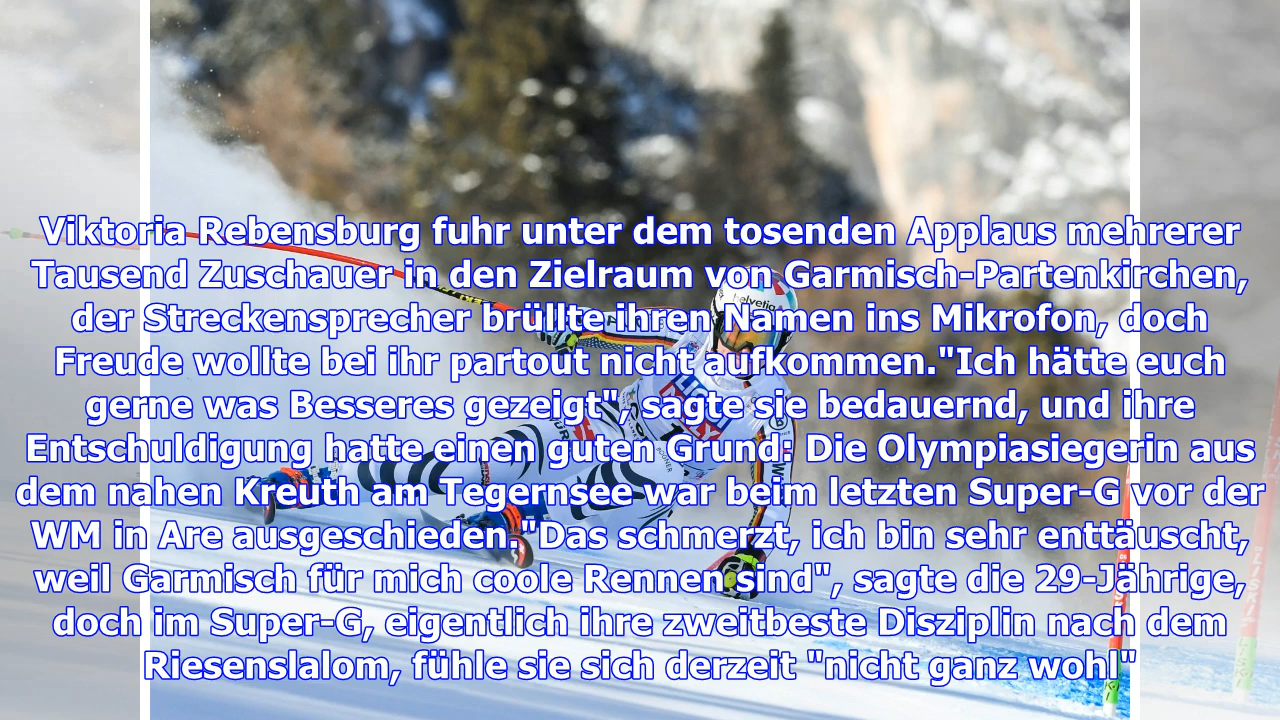 Viktoria Rebensburg fuhr unter dem tosenden Applaus mehrerer
Tausend Zuschauer in den Zielraum von Garmisch-Partenkirchen,
der Streckensprecher brüllte ihren Namen ins Mikrofon, doch
Freude wollte bei ihr partout nicht aufkommen."Ich hätte euch
gerne was Besseres gezeigt", sagte sie bedauernd, und ihre
Entschuldigung hatte einen guten Grund: Die Olympiasiegerin aus
dem nahen Kreuth am Tegernsee war beim letzten Super-G vor der
WM in Are ausgeschieden."Das schmerzt, ich bin sehr enttäuscht,
weil Garmisch für mich coole Rennen sind", sagte die 29-Jährige,
doch im Super-G, eigentlich ihre zweitbeste Disziplin nach dem
Riesenslalom, fühle sie sich derzeit "nicht ganz wohl"
helvetia